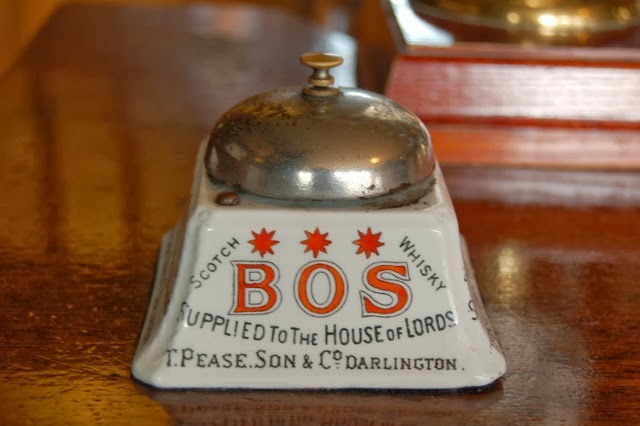 SCOTCH WHISKY
BOS
SUPPLIED TO THE HOUSE OF LORDS
T. PEASE. SON & Co DARLINGTON.